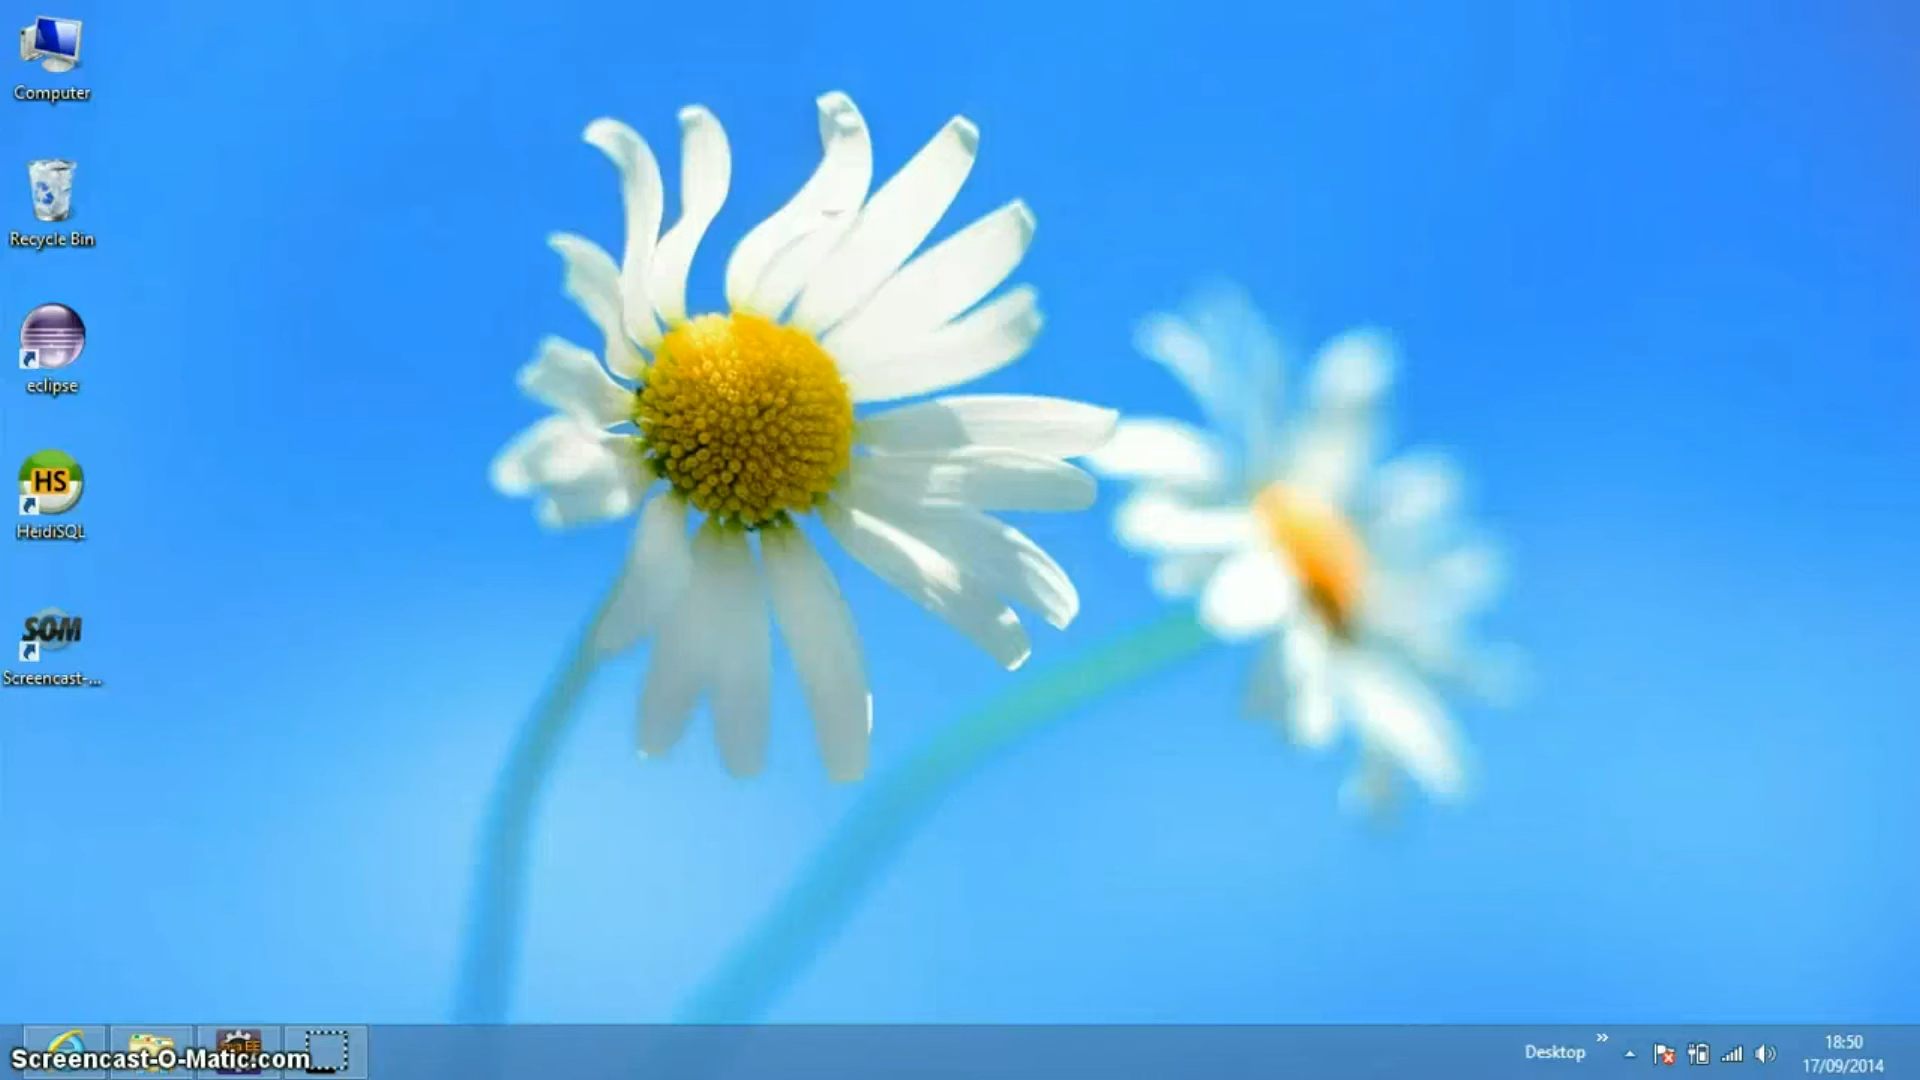 Computer
Recycle Bin
eclipse
HS
HeidiSQL
SOM
Screencast-...
Screencast-O-Matic.com
Desktop
18:50
17/09/2014